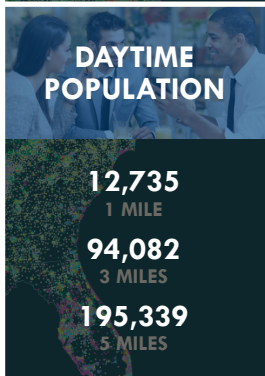 DAYTIME
POPULATION
12,735
1 MILE
94,082
3 MILES
195,339
5 MILES